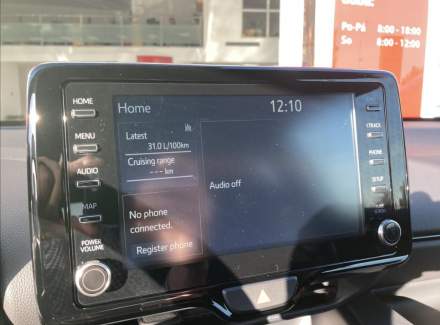 Po-Pá 8:00 - 18:00
So 8:00 - 12:00
HOME
MENU
AUDIO
MAP
POWER
VOLUME
Home 12:10
Latest
31.0 L/100km
Cruising range
--- km
No phone
connected.
Register phone
Audio off
TRACK
PHONE
SETUP